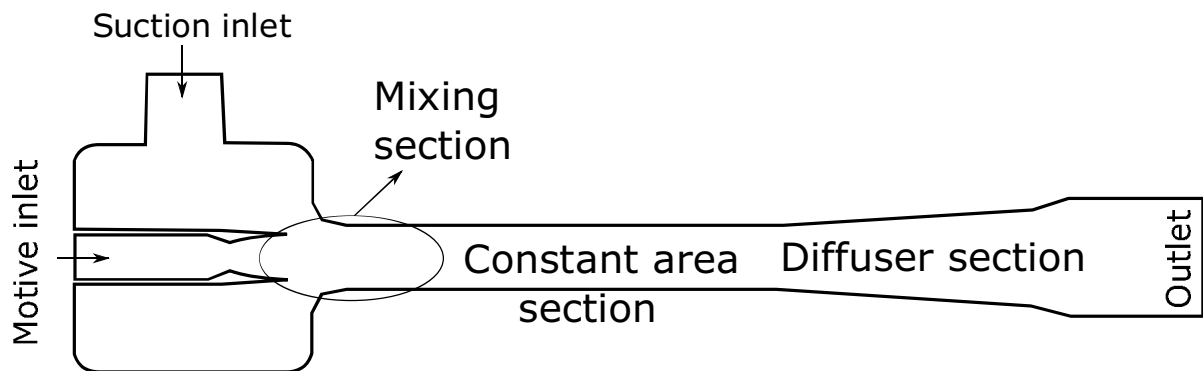 Suction inlet
Mixing
section
Motive inlet
Constant area
section
Diffuser section
Outlet